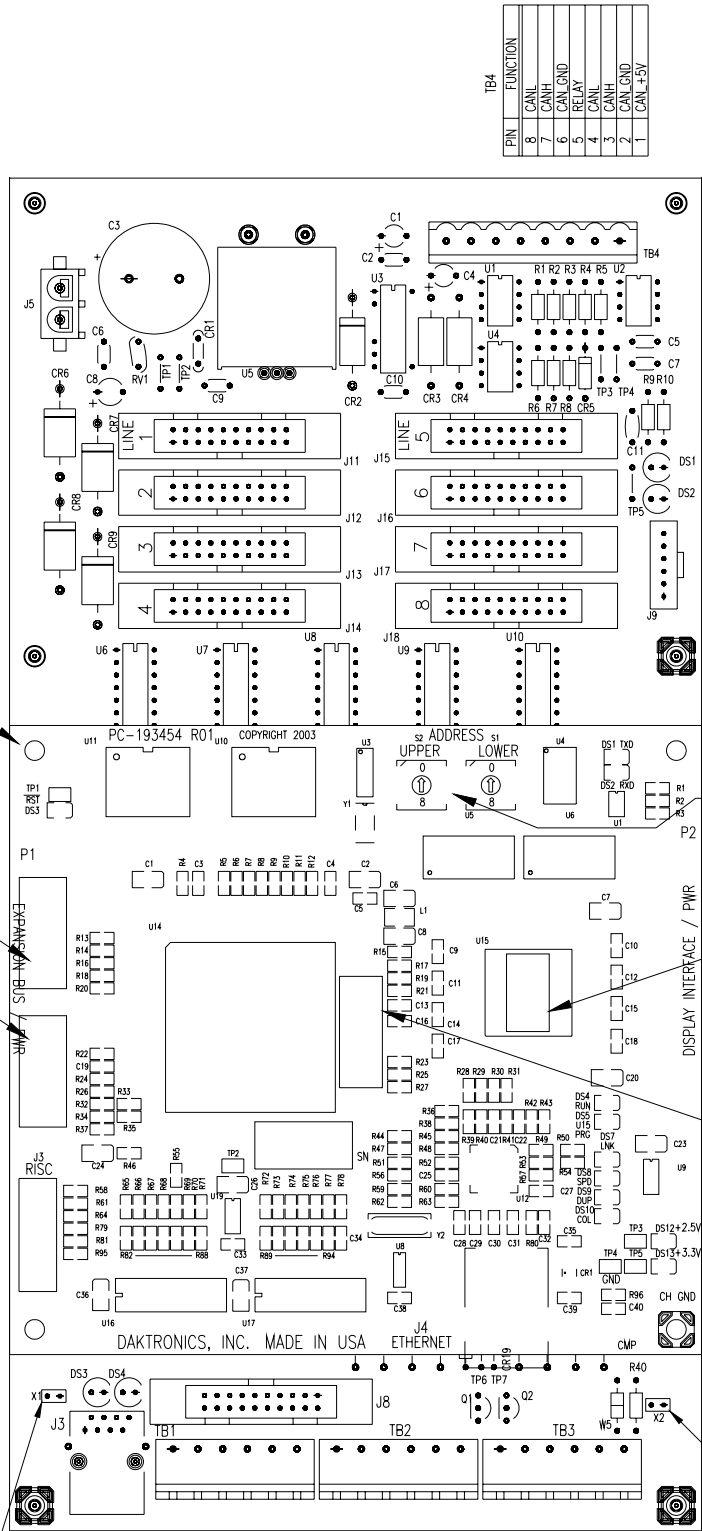 TB4
PIN FUNCTION
8 CANL
7 CANH
6 CAN_GND
5 RELAY
4 CANL
3 CANH
2 CAN_GND
1 CAN_+5V
C3
C1
C2
U3
C4
U1
R1 R2 R3 R4 R5
U2
TB4
J5
C6
CR1
U4
C5
CR6
RV1
TP1
TP2
U5
C7
C8
C9
CR2
C10
CR3 CR4
R6 R7 R8 CR5
TP3 TP4
R9 R10
CR7
LINE
1
J11
LINE
5
J15
C11
DS1
CR8
2
J12
6
J16
DS2
TP5
CR9
3
J13
7
J17
4
J14
8
J18
J9
U6
U7
U8
U9
U10
PC-193454 R01
COPYRIGHT 2003
U11
U10
U3
S2 ADDRESS S1
UPPER LOWER
U4
DS1 TXD
0
8
0
8
TP1
RST
DS3
Y1
U5
U6
DS2 RXD
U1
R1
R2
R3
P1
P2
C1
R4
C3
R5
R6
R7
R8
R9
R10
R11
R12
C4
C2
C5
C6
L1
C7
EXPANSION BUS / PWR
DISPLAY INTERFACE / PWR
U14
C8
U15
R13
R14
R16
R18
R20
R15
R17
R19
R21
C13
C16
C9
C11
C14
C17
C10
C12
C15
C18
R22
C19
R24
R26
R32
R34
R37
R33
R35
R23
R25
R27
R28 R29 R30 R31
C20
DS4
RUN
DS5
U15
PRG
R36
R38
R42 R43
R39 R40 C21 R41 C22
C24
R46
R55
TP2
SN
R44
R47
R51
R56
R59
R62
R45
R48
R52
C25
R60
R63
R49
R53
R57
R50
R54
DS7
LNK
C23
J3
RISC
U9
R58
R61
R64
R79
R81
R95
R65
R67
R66
R68
R69
R70
R71
U19
C26
R72
R73
R74
R75
R76
R77
R78
U12
C27
DS8
SPD
DS9
DUP
DS10
COL
R82
R88
C33
R89
R94
C34
Y2
C28 C29 C30 C31
R80
C32
C35
TP3
DS12+2.5V
C36
U16
C37
U17
U8
C38
CR1
C39
TP4
GND
TP5
DS13+3.3V
R96
C40
CH GND
DAKTRONICS, INC. MADE IN USA
J4
ETHERNET
CMP
X1
DS3
DS4
J8
TP6 TP7
CR19
Q1
Q2
R40
W5
X2
J3
TB1
TB2
TB3